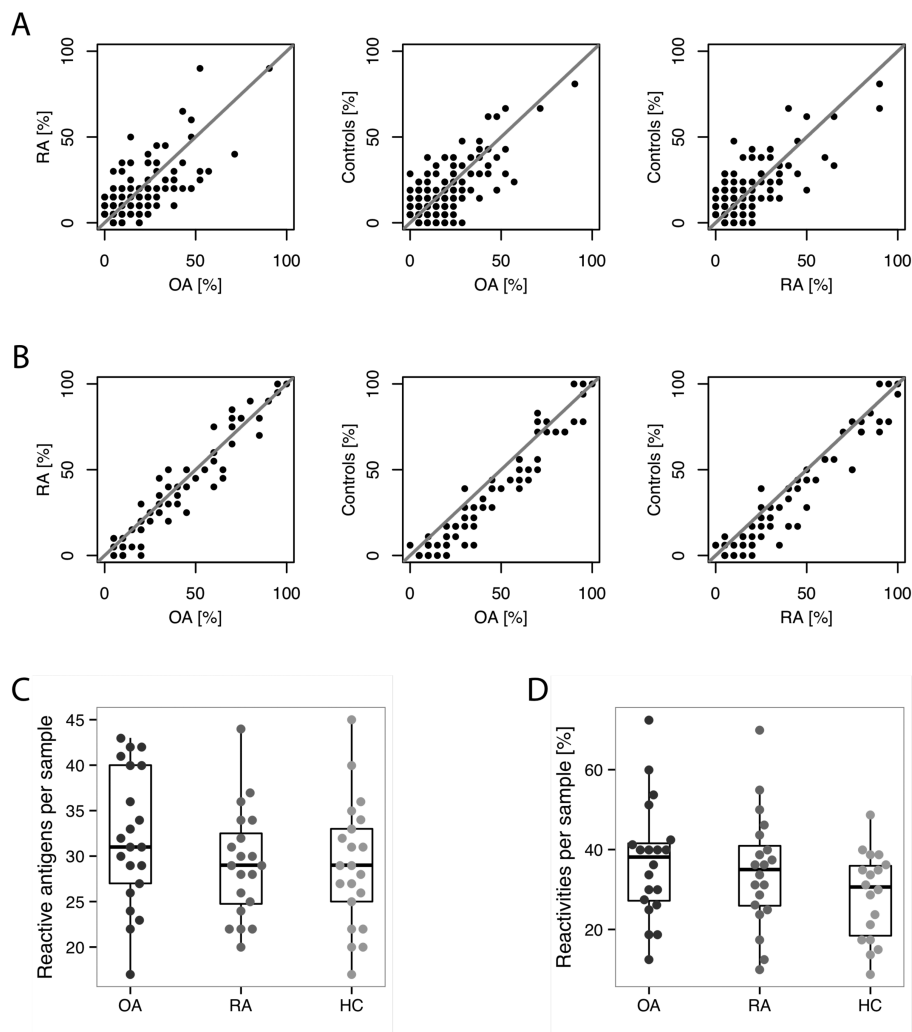 A
100
50
0
RA [%]
0 50 100
OA [%]
100
50
0
Controls [%]
0 50 100
OA [%]
100
50
0
Controls [%]
0 50 100
RA [%]
B
100
50
0
RA [%]
0 50 100
OA [%]
100
50
0
Controls [%]
0 50 100
OA [%]
100
50
0
Controls [%]
0 50 100
RA [%]
C
Reactive antigens per sample
45
40
35
30
25
20
OA RA HC
D
Reactivities per sample [%]
60
40
20
OA RA HC